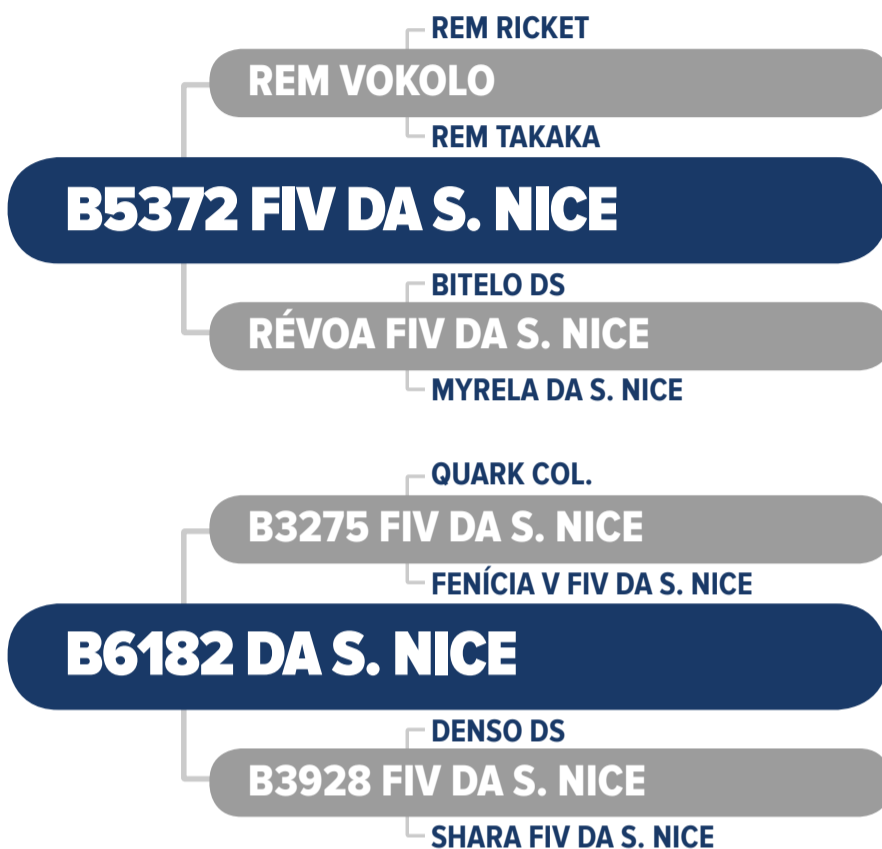 REM RICKET
REM VOKOLO
REM TAKAKA
B5372 FIV DA S. NICE
BITELO DS
RÉVOA FIV DA S. NICE
MYRELA DA S. NICE
QUARK COL.
B3275 FIV DA S. NICE
FENÍCIA V FIV DA S. NICE
B6182 DA S. NICE
DENSO DS
B3928 FIV DA S. NICE
SHARA FIV DA S. NICE